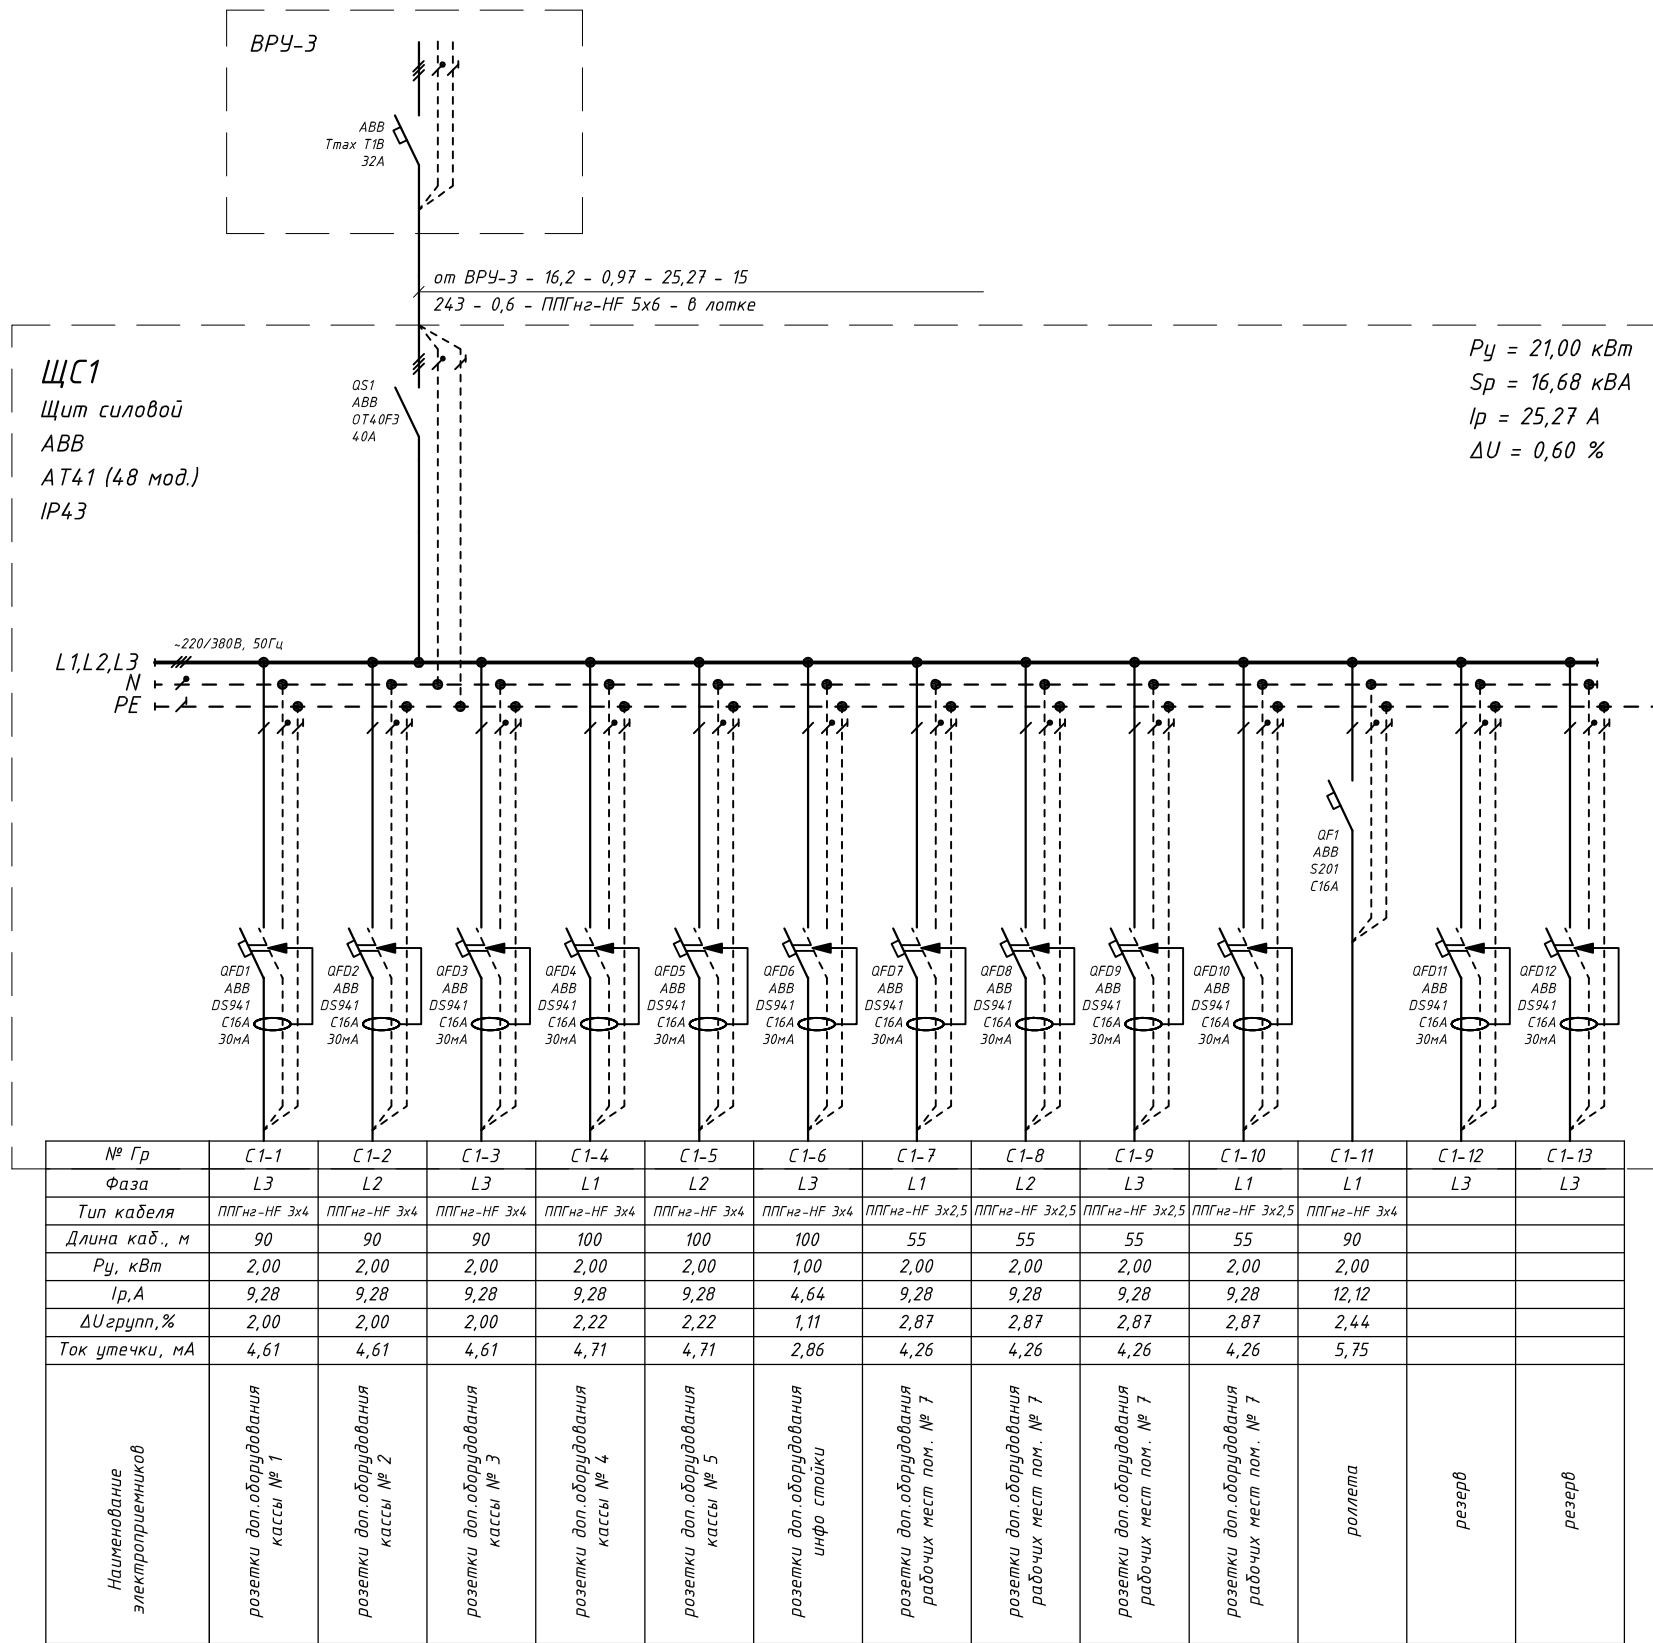 ВРУ-3
ABB
Tmax T1B
32A
от ВРУ-3 - 16,2 - 0,97 - 25,27 - 15
243 - 0,6 - ППГнг-HF 5х6 - в лотке
ЩС1
Щит силовой
ABB
AT41 (48 мод.)
IP43
QS1
ABB
OT40F3
40A
Ру = 21,00 кВт
Sp = 16,68 кВА
Iр = 25,27 А
ΔU = 0,60 %
~220/380В, 50Гц
L1,L2,L3
N
PE
QF1
ABB
S201
C16A
QFD1 QFD2 QFD3 QFD4 QFD5 QFD6 QFD7 QFD8 QFD9 QFD10 QFD11 QFD12
ABB ABB ABB ABB ABB ABB ABB ABB ABB ABB ABB ABB
DS941 DS941 DS941 DS941 DS941 DS941 DS941 DS941 DS941 DS941 DS941 DS941
C16A C16A C16A C16A C16A C16A C16A C16A C16A C16A C16A C16A
30мА 30мА 30мА 30мА 30мА 30мА 30мА 30мА 30мА 30мА 30мА 30мА
№ Гр С1-1 С1-2 С1-3 С1-4 С1-5 С1-6 С1-7 С1-8 С1-9 С1-10 С1-11 С1-12 С1-13
Фаза L3 L2 L3 L1 L2 L3 L1 L2 L3 L1 L1 L3 L3
Тип кабеля ППГнг-HF 3х4 ППГнг-HF 3х4 ППГнг-HF 3х4 ППГнг-HF 3х4 ППГнг-HF 3х4 ППГнг-HF 3х4 ППГнг-HF 3х2,5 ППГнг-HF 3х2,5 ППГнг-HF 3х2,5 ППГнг-HF 3х2,5 ППГнг-HF 3х4
Длина каб., м 90 90 90 100 100 100 55 55 55 55 90
Ру, кВт 2,00 2,00 2,00 2,00 2,00 1,00 2,00 2,00 2,00 2,00 2,00
Iр,А 9,28 9,28 9,28 9,28 9,28 4,64 9,28 9,28 9,28 9,28 12,12
ΔUгрупп,% 2,00 2,00 2,00 2,22 2,22 1,11 2,87 2,87 2,87 2,87 2,44
Ток утечки, мА 4,61 4,61 4,61 4,71 4,71 2,86 4,26 4,26 4,26 4,26 5,75
Наименование
электроприемников
розетки доп.оборудования
кассы № 1
розетки доп.оборудования
кассы № 2
розетки доп.оборудования
кассы № 3
розетки доп.оборудования
кассы № 4
розетки доп.оборудования
кассы № 5
розетки доп.оборудования
инфо стойки
розетки доп.оборудования
рабочих мест пом. № 7
розетки доп.оборудования
рабочих мест пом. № 7
розетки доп.оборудования
рабочих мест пом. № 7
розетки доп.оборудования
рабочих мест пом. № 7
роллета
резерв
резерв